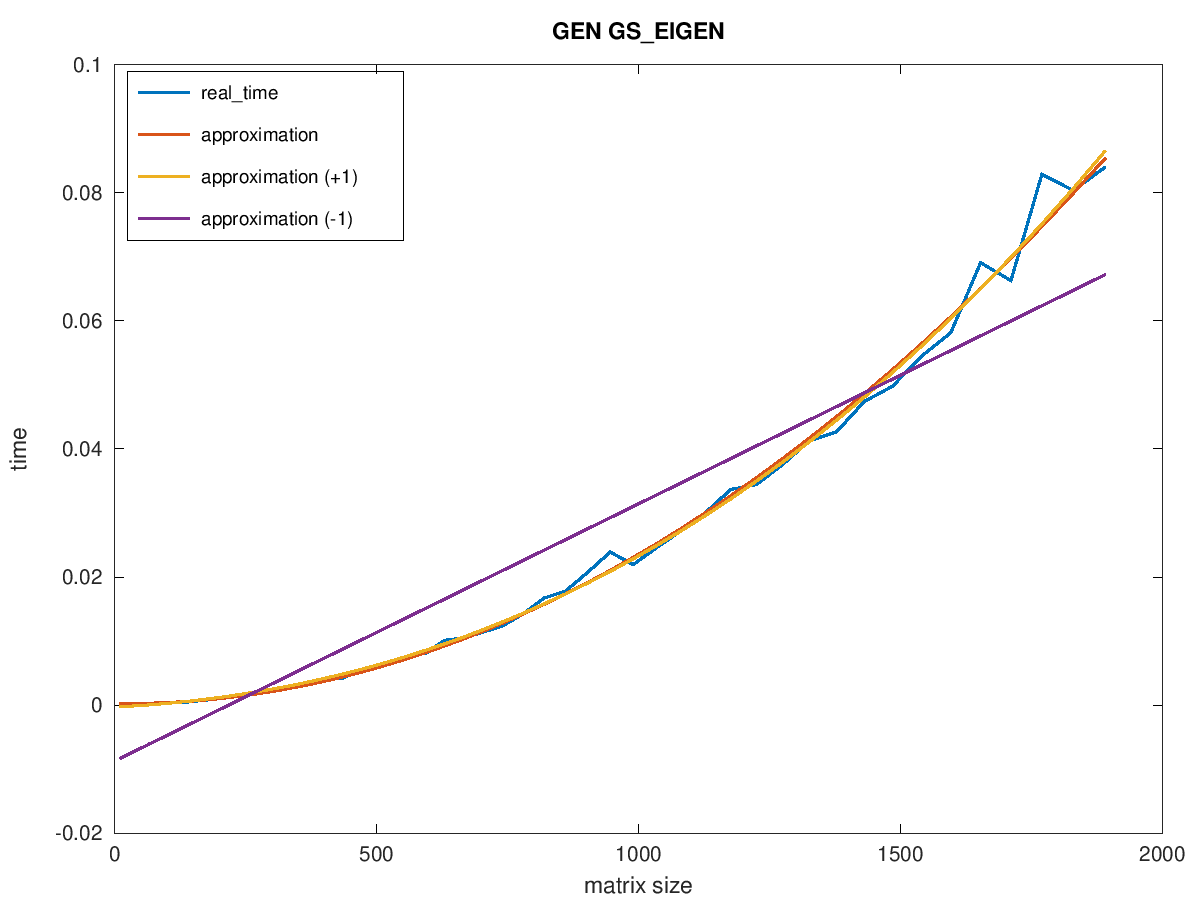 GEN GS_EIGEN
0.1
0.08
0.06
0.04
0.02
0
-0.02
real_time
approximation
approximation (+1)
approximation (-1)
time
0
500
1000
1500
2000
matrix size